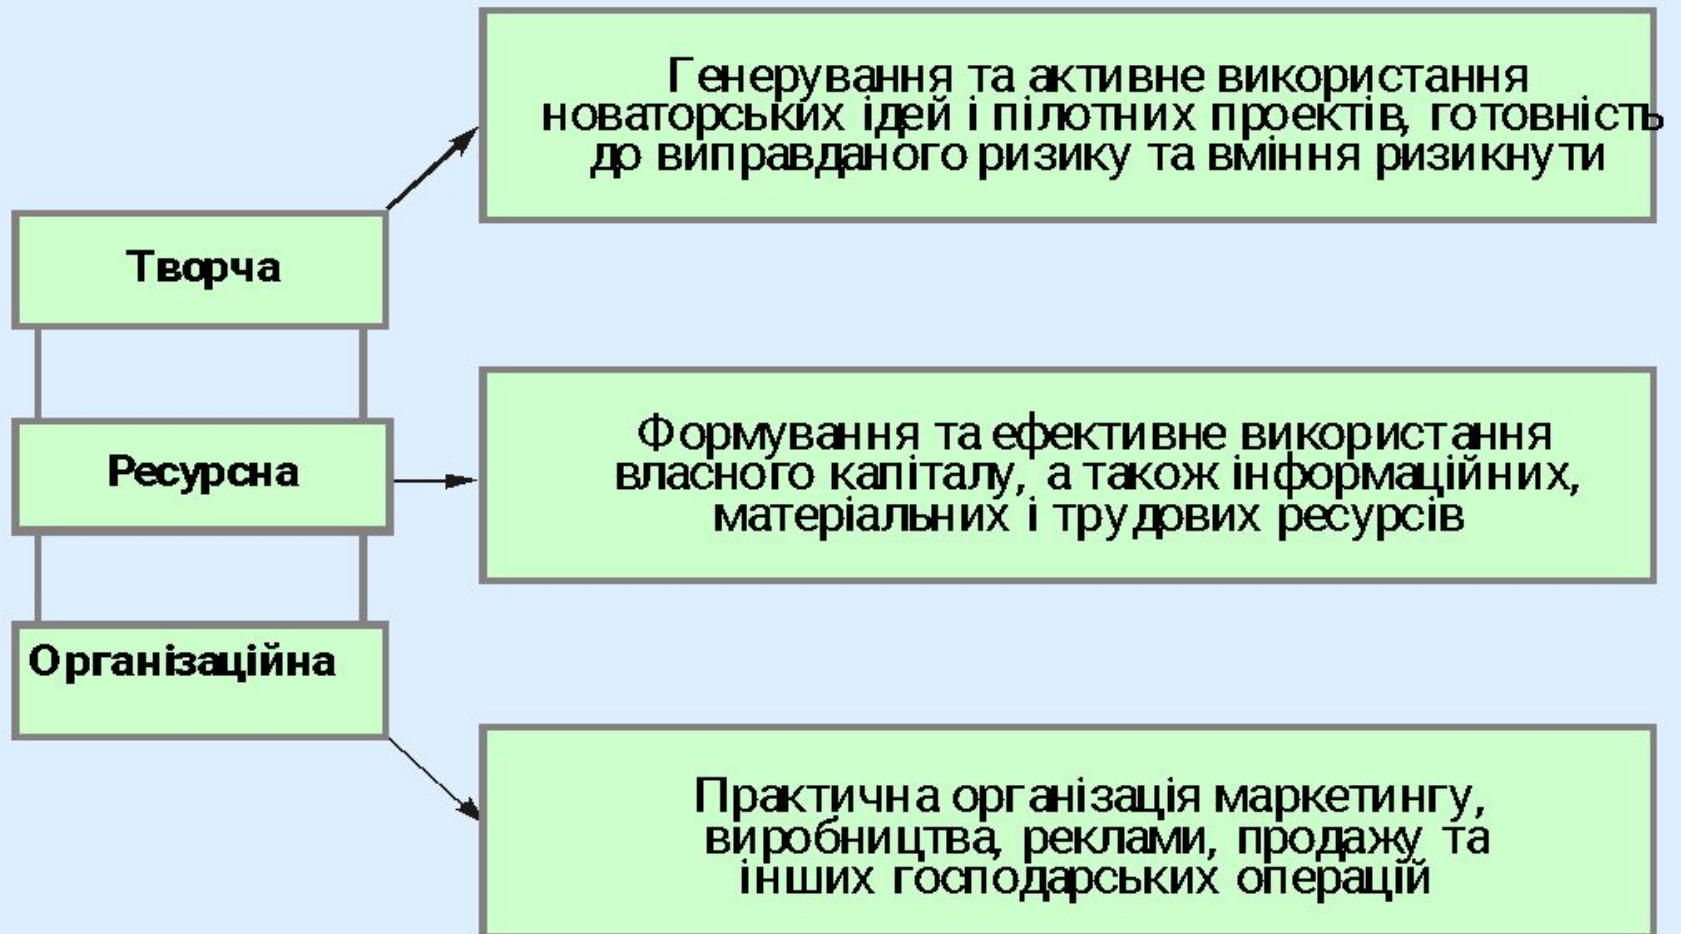 Творча
Генерування та активне використання
новаторських ідей і пілотних проектів, готовність
до виправданого ризику та вміння ризикнути
Ресурсна
Формування та ефективне використання
власного капіталу, а також інформаційних,
матеріальних і трудових ресурсів
Організаційна
Практична організація маркетингу,
виробництва, реклами, продажу та
інших господарських операцій